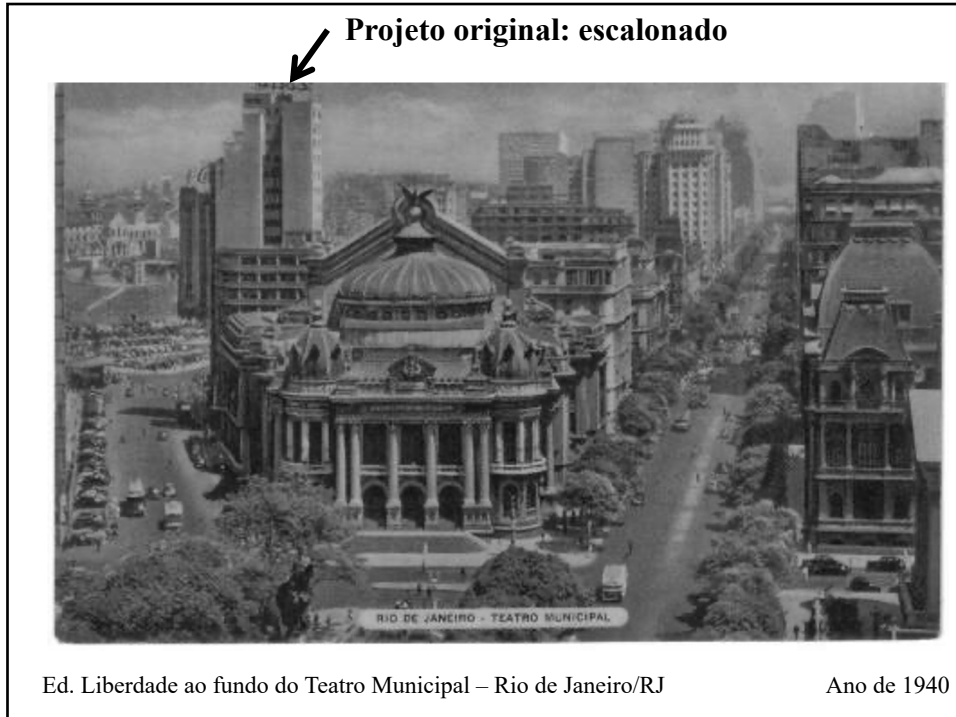 Projeto original: escalonado
RIO DE JANEIRO - TEATRO MUNICIPAL
Ed. Liberdade ao fundo do Teatro Municipal – Rio de Janeiro/RJ Ano de 1940